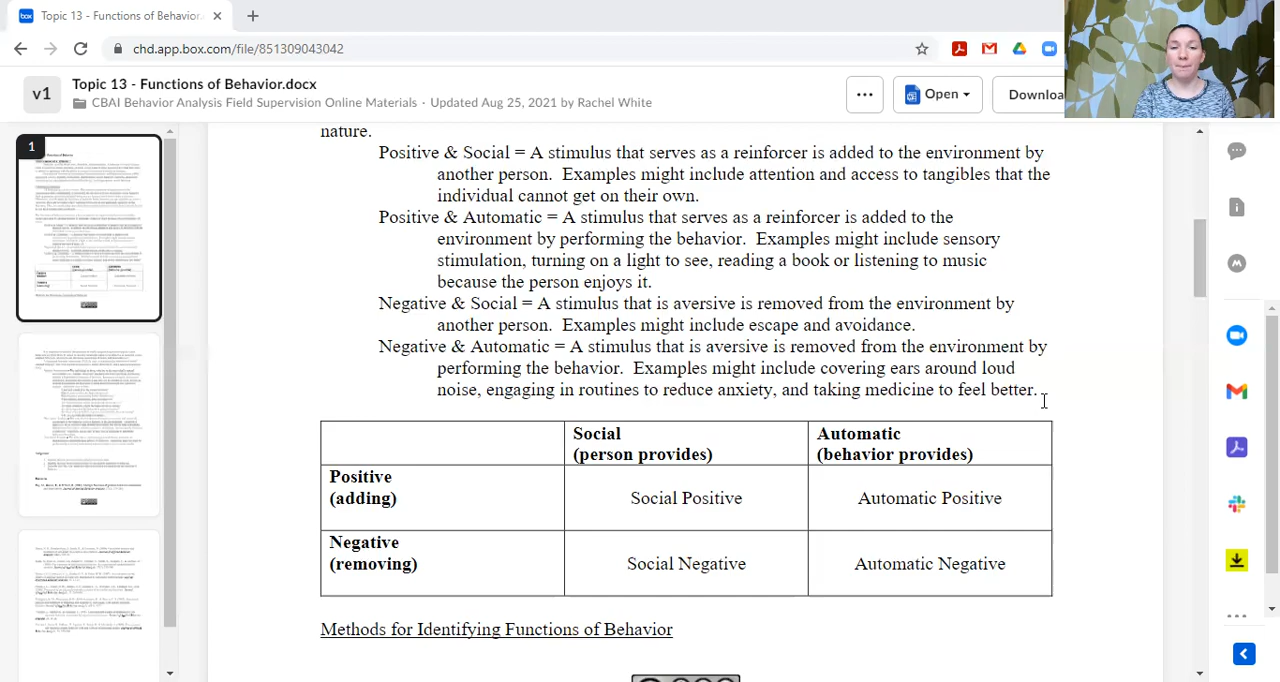 Topic 13 - Functions of Behavior.
chd.app.box.com/file/851309043042
v1
Topic 13 - Functions of Behavior.docx
CBAI Behavior Analysis Field Supervision Online Materials · Updated Aug 25, 2021 by Rachel White
Open
Downloa
1
nature.
Positive & Social = A stimulus that serves as a reinforcer is added to the environment by
another person. Examples might include attention and access to tangibles that the
individual cannot get on their own.
Positive & Automatic = A stimulus that serves as a reinforcer is added to the
environment by performing the behavior. Examples might include sensory
stimulation, turning on a light to see, reading a book or listening to music
because the person enjoys it.
Negative & Social = A stimulus that is aversive is removed from the environment by
another person. Examples might include escape and avoidance.
Negative & Automatic = A stimulus that is aversive is removed from the environment by
performing the behavior. Examples might include covering ears around loud
noise, engaging in routines to reduce anxiety, and taking medicine to feel better.
Social
(person provides)
Automatic
(behavior provides)
Positive
(adding)
Social Positive
Automatic Positive
Negative
(removing)
Social Negative
Automatic Negative
Methods for Identifying Functions of Behavior